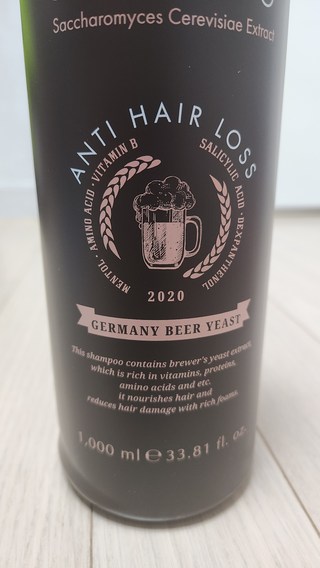 Saccharomyces Cerevisiae Extract
ANTI HAIR LOSS
MENTOL · AMINO ACID · VITAMIN B
SALICYLIC ACID · DEXPANTHENOL
2020
GERMANY BEER YEAST
This shampoo contains brewer's yeast extract,
which is rich in vitamins, proteins,
amino acids and etc.
it nourishes hair and
reduces hair damage with rich foams.
1,000 ml ℮ 33.81 fl. oz.